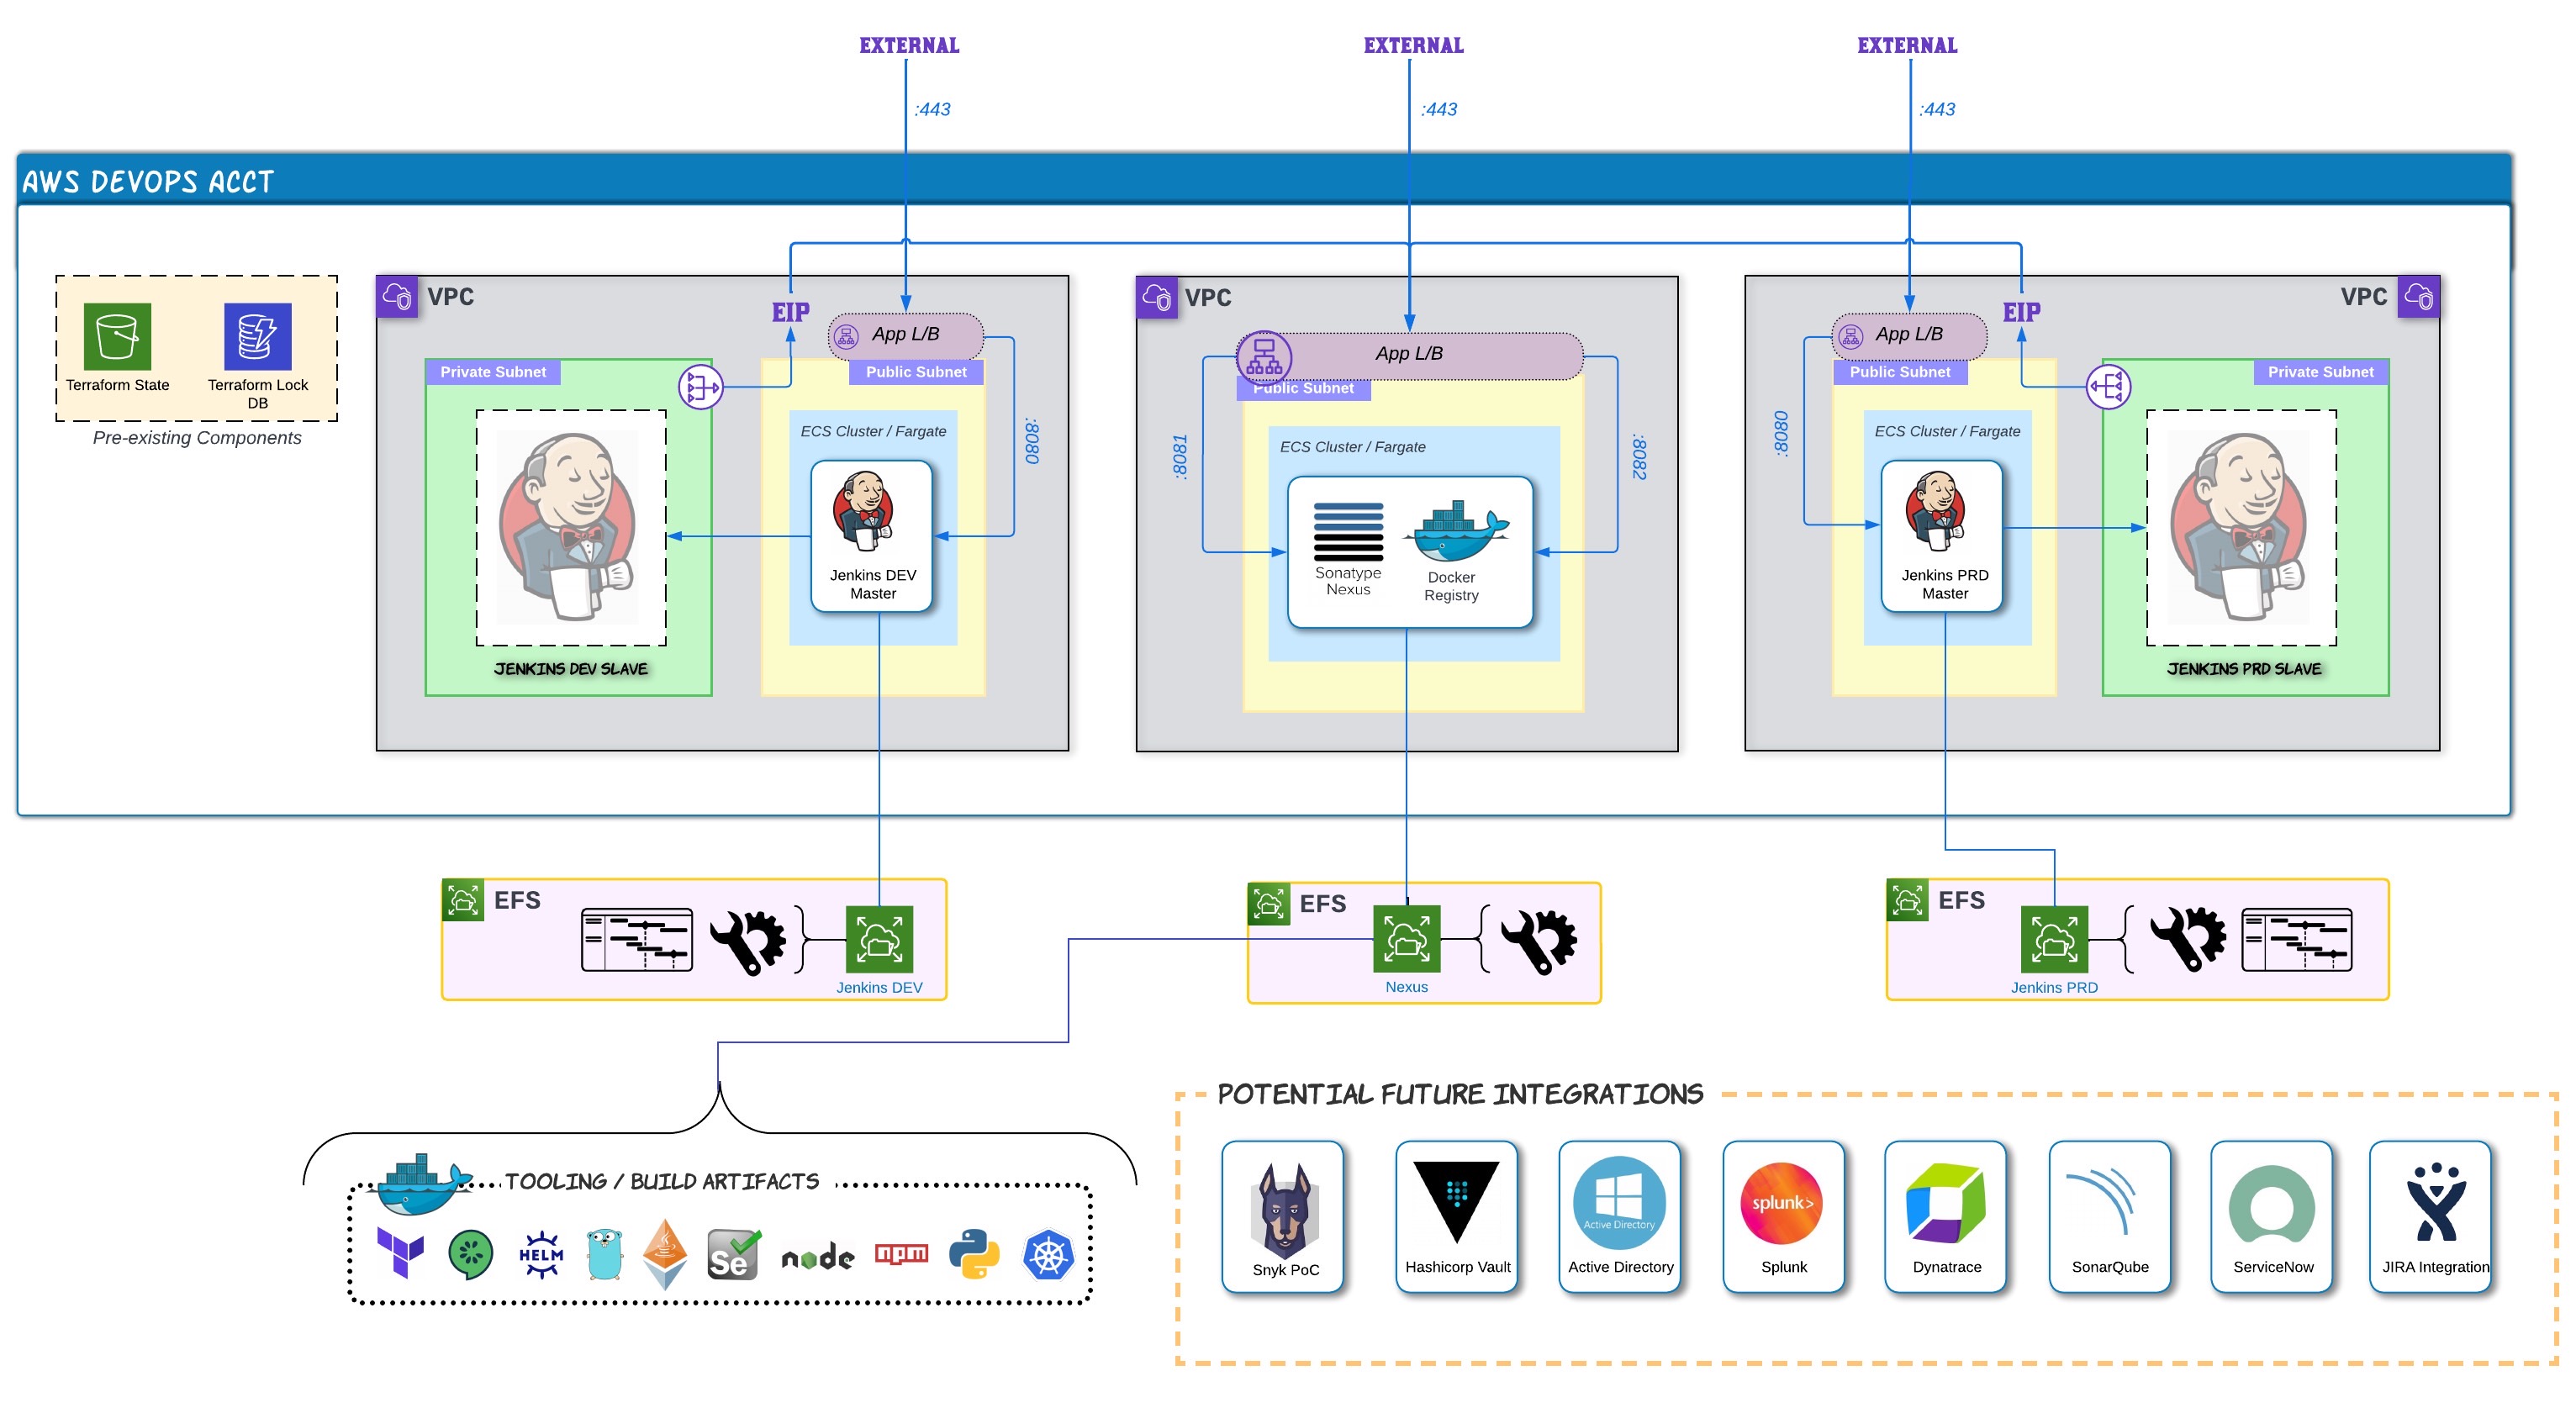 EXTERNAL
EXTERNAL
EXTERNAL
:443
:443
:443
AWS DEVOPS ACCT
Terraform State
Terraform Lock
DB
Pre-existing Components
VPC
EIP
App L/B
Private Subnet
Public Subnet
ECS Cluster / Fargate
:8080
Jenkins DEV
Master
JENKINS DEV SLAVE
VPC
App L/B
Public Subnet
ECS Cluster / Fargate
:8081
:8082
Sonatype
Nexus
Docker
Registry
VPC
EIP
App L/B
Public Subnet
Private Subnet
ECS Cluster / Fargate
:8080
Jenkins PRD
Master
JENKINS PRD SLAVE
EFS
Jenkins DEV
EFS
Nexus
EFS
Jenkins PRD
TOOLING / BUILD ARTIFACTS
HELM
Se
node
npm
POTENTIAL FUTURE INTEGRATIONS
Snyk PoC
Hashicorp Vault
Active Directory
Active Directory
splunk>
Splunk
Dynatrace
SonarQube
ServiceNow
JIRA Integration